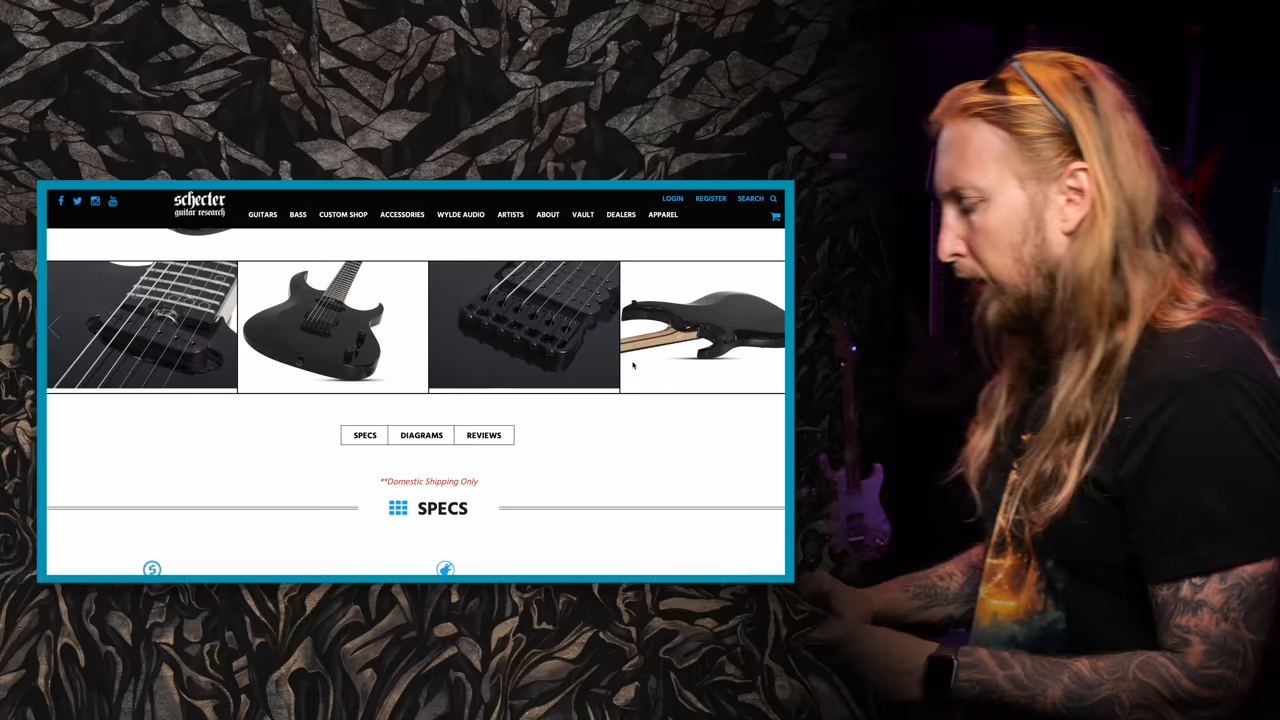 schecter
guitar research
LOGIN REGISTER SEARCH
GUITARS BASS CUSTOM SHOP ACCESSORIES WYLDE AUDIO ARTISTS ABOUT VAULT DEALERS APPAREL
SPECS DIAGRAMS REVIEWS
**Domestic Shipping Only
SPECS